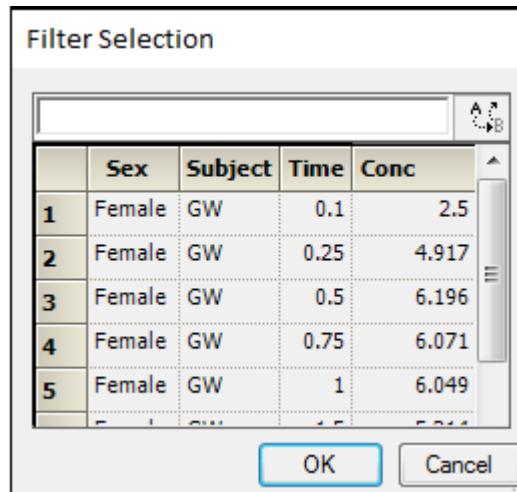 Filter Selection
A B
Sex Subject Time Conc
1 Female GW 0.1 2.5
2 Female GW 0.25 4.917
3 Female GW 0.5 6.196
4 Female GW 0.75 6.071
5 Female GW 1 6.049
OK Cancel